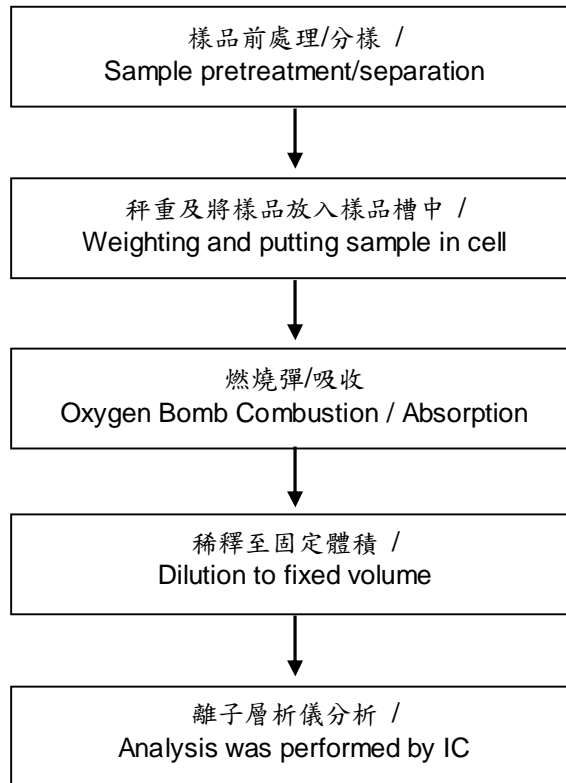 樣品前處理/分樣 /
Sample pretreatment/separation
秤重及將樣品放入樣品槽中 /
Weighting and putting sample in cell
燃燒彈/吸收
Oxygen Bomb Combustion / Absorption
稀釋至固定體積 /
Dilution to fixed volume
離子層析儀分析 /
Analysis was performed by IC